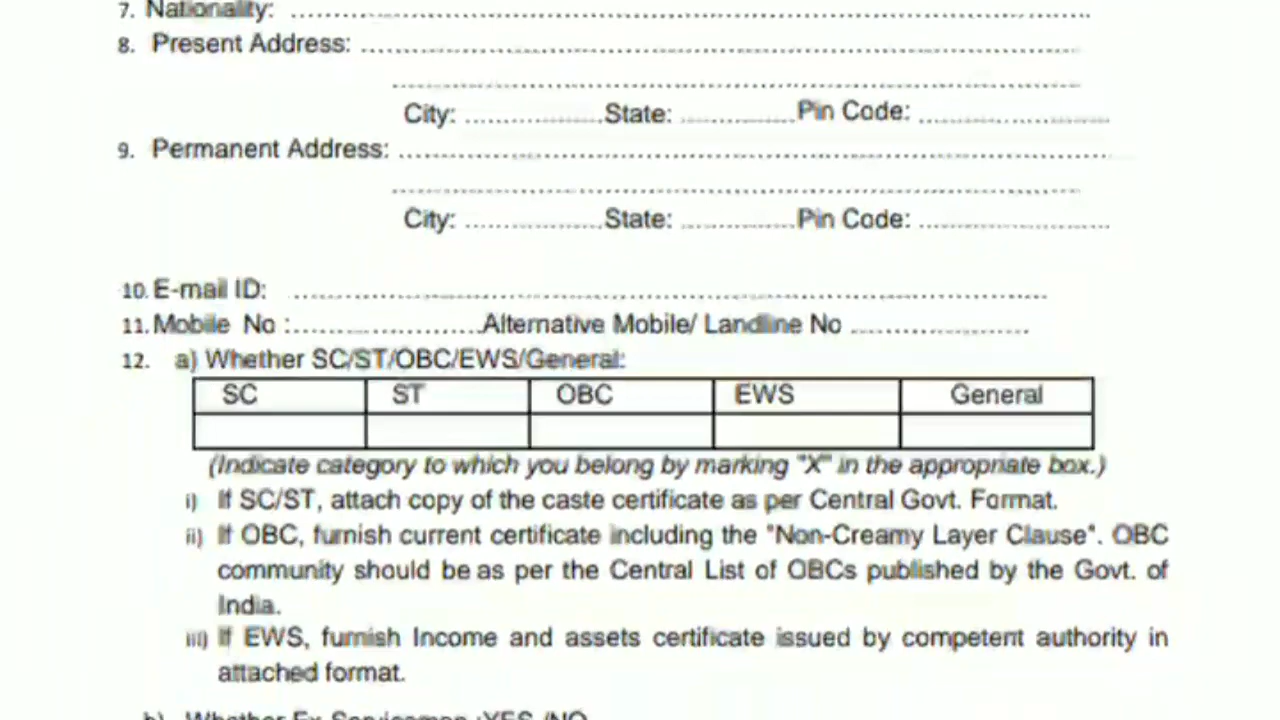 7. Nationality: ........................................................
8. Present Address: ........................................................
........................................................
City: ....................State: .................Pin Code: ............................
9. Permanent Address: ........................................................
........................................................
City: ....................State: .................Pin Code: ............................
10. E-mail ID: ........................................................
11. Mobile No :............................Alternative Mobile/ Landline No ..........................
12. a) Whether SC/ST/OBC/EWS/General:
SC ST OBC EWS General
(Indicate category to which you belong by marking "X" in the appropriate box.)
i) If SC/ST, attach copy of the caste certificate as per Central Govt. Format.
ii) If OBC, furnish current certificate including the "Non-Creamy Layer Clause". OBC
community should be as per the Central List of OBCs published by the Govt. of
India.
iii) If EWS, furnish Income and assets certificate issued by competent authority in
attached format.
b) Whether Ex-Serviceman :YES /NO